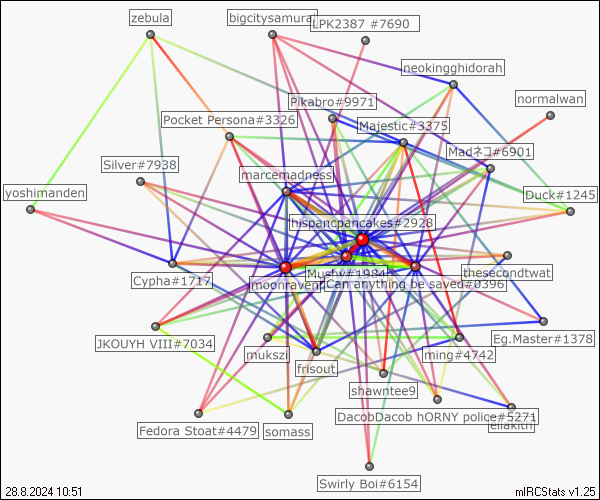 zebula
bigcitysamurai
LPK2387 #7690
neokingghidorah
Pikabro#9971
normalwan
Pocket Persona#3326
Majestic#3375
Madネコ#6901
Silver#7938
marcemadness
yoshimanden
Duck#1245
hispancpancakes#2928
Mushy#1984
thesecondtwat
Cypha#1717
Can anything be saved#0396
JKOUYH VIII#7034
Eg.Master#1378
mukszi
frisout
ming#4742
shawntee9
DacobDacob hORNY police#5271
Fedora Stoat#4479
somass
Swirly Boi#6154
28.8.2024 10:51
mIRCStats v1.25